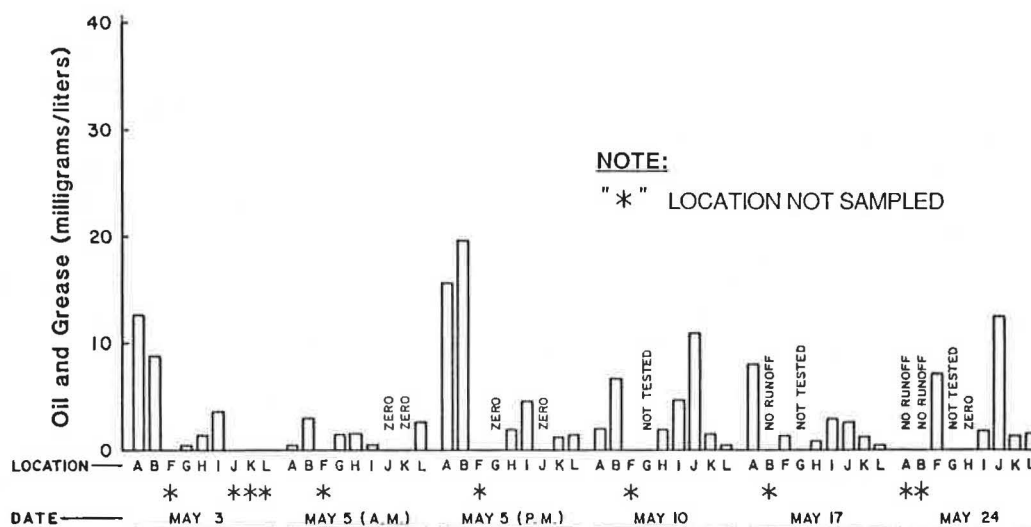 40
30
20
10
0
Oil and Grease (milligrams/liters)
NOTE:
"*" LOCATION NOT SAMPLED
ZERO
ZERO
ZERO
ZERO
NOT TESTED
NO RUNOFF
NOT TESTED
NO RUNOFF
NO RUNOFF
NOT TESTED
ZERO
LOCATION A B F G H I J K L A B F G H I J K L A B F G H I J K L A B F G H I J K L A B F G H I J K L A B F G H I J K L
* * * * * * * * * *
DATE MAY 3 MAY 5 (A.M.) MAY 5 (P.M.) MAY 10 MAY 17 MAY 24